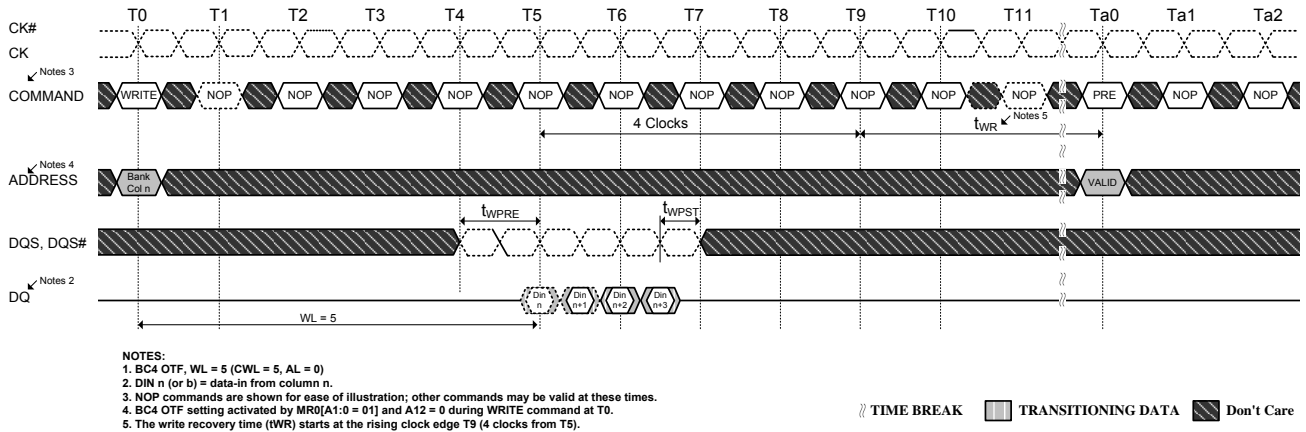 T0 T1 T2 T3 T4 T5 T6 T7 T8 T9 T10 T11 Ta0 Ta1 Ta2
CK#
CK
Notes 3
COMMAND WRITE NOP NOP NOP NOP NOP NOP NOP NOP NOP NOP NOP PRE NOP NOP
Notes 5
4 Clocks tWR
Notes 4
ADDRESS Bank Col n VALID
tWPRE tWPST
DQS, DQS#
Notes 2
DQ Din n Din n+1 Din n+2 Din n+3
WL = 5
NOTES:
1. BC4 OTF, WL = 5 (CWL = 5, AL = 0)
2. DIN n (or b) = data-in from column n.
3. NOP commands are shown for ease of illustration; other commands may be valid at these times.
4. BC4 OTF setting activated by MR0[A1:0 = 01] and A12 = 0 during WRITE command at T0.
5. The write recovery time (tWR) starts at the rising clock edge T9 (4 clocks from T5).
TIME BREAK TRANSITIONING DATA Don't Care